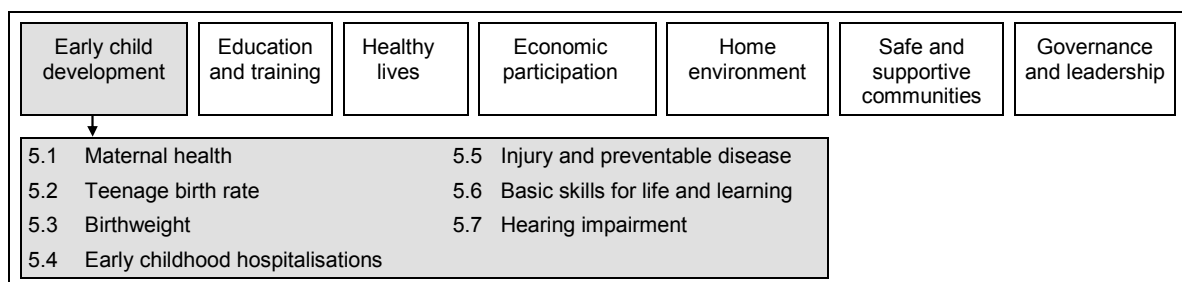 Early child
development
Education
and training
Healthy
lives
Economic
participation
Home
environment
Safe and
supportive
communities
Governance
and leadership
5.1 Maternal health
5.2 Teenage birth rate
5.3 Birthweight
5.4 Early childhood hospitalisations
5.5 Injury and preventable disease
5.6 Basic skills for life and learning
5.7 Hearing impairment